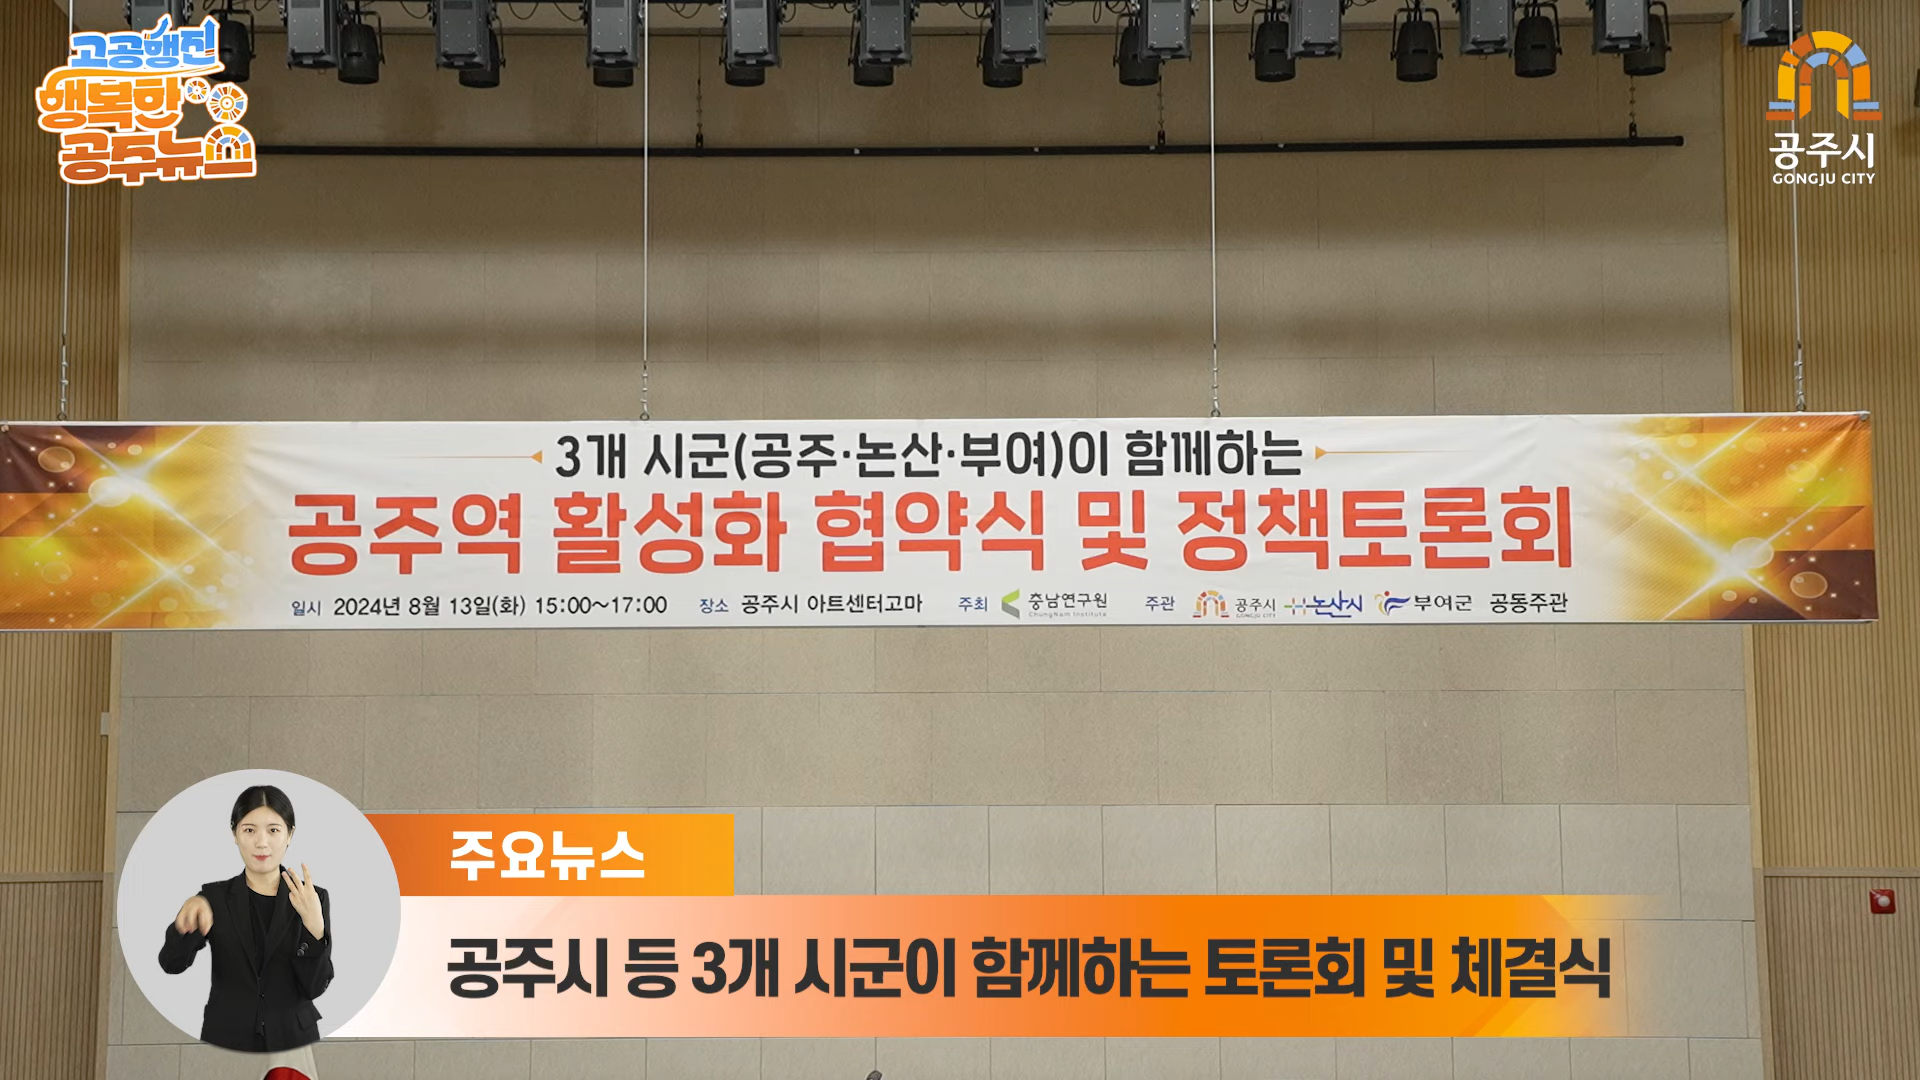 고공행진
행복한
공주뉴스
공주시
GONGJU CITY
3개 시군(공주·논산·부여)이 함께하는
공주역 활성화 협약식 및 정책토론회
일시 2024년 8월 13일(화) 15:00~17:00 장소 공주시 아트센터고마 주최 충남연구원 ChungNam Institute 주관 공주시 GONGJU CITY 논산시 부여군 공동주관
주요뉴스
공주시 등 3개 시군이 함께하는 토론회 및 체결식